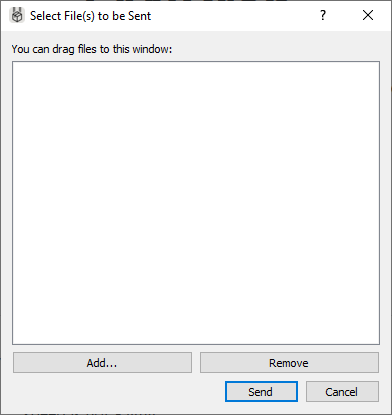 Select File(s) to be Sent
You can drag files to this window:
Add...
Remove
Send
Cancel